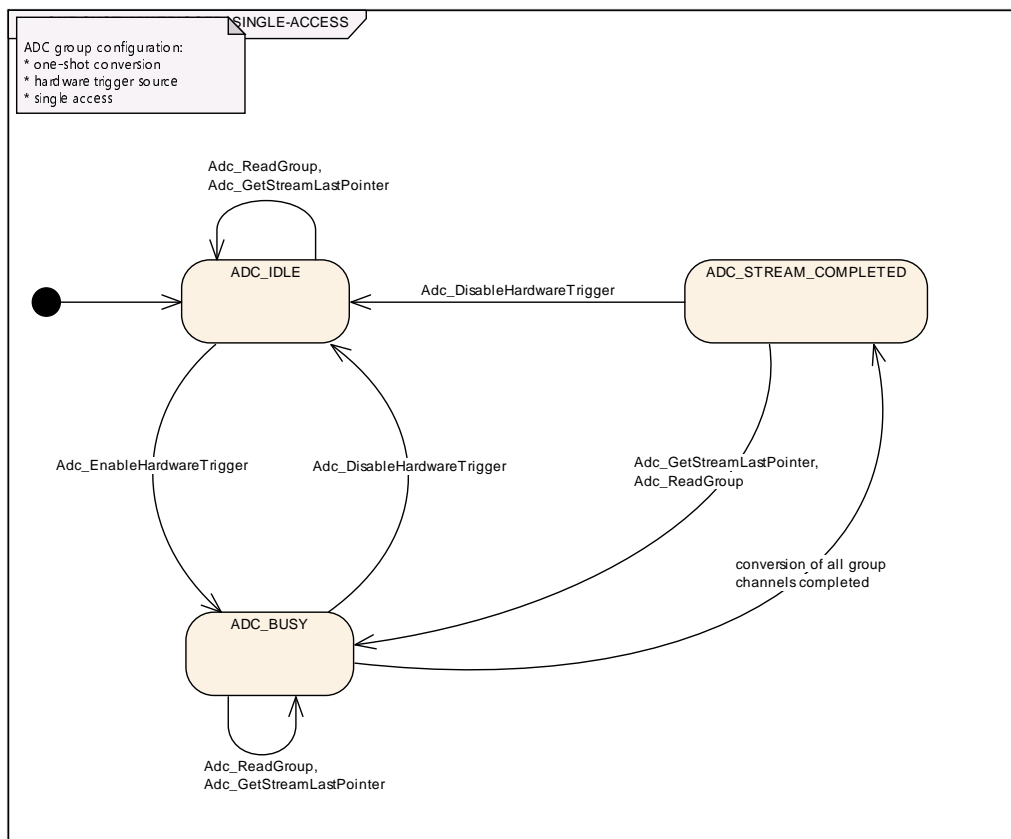 SINGLE-ACCESS
ADC group configuration:
* one-shot conversion
* hardware trigger source
* single access
Adc_ReadGroup,
Adc_GetStreamLastPointer
ADC_IDLE
ADC_STREAM_COMPLETED
Adc_DisableHardwareTrigger
Adc_EnableHardwareTrigger
Adc_DisableHardwareTrigger
Adc_GetStreamLastPointer,
Adc_ReadGroup
conversion of all group
channels completed
ADC_BUSY
Adc_ReadGroup,
Adc_GetStreamLastPointer